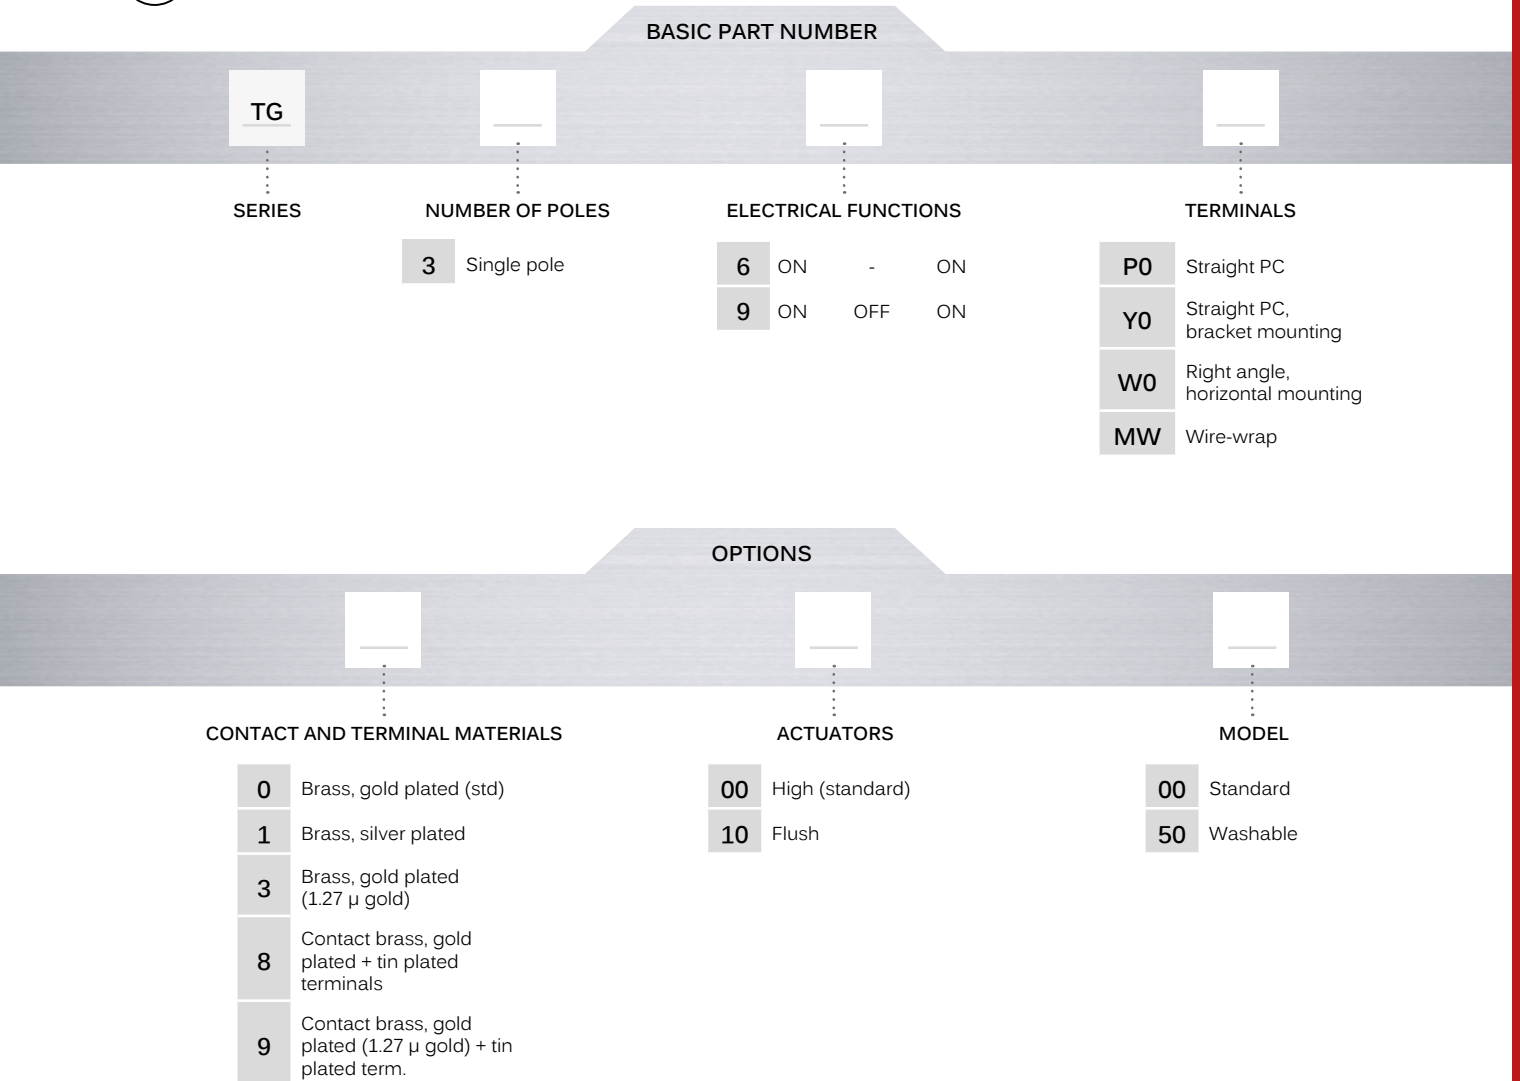 BASIC PART NUMBER
TG
SERIES
NUMBER OF POLES
3 Single pole
ELECTRICAL FUNCTIONS
6 ON - ON
9 ON OFF ON
TERMINALS
P0 Straight PC
Y0 Straight PC,
bracket mounting
W0 Right angle,
horizontal mounting
MW Wire-wrap
OPTIONS
CONTACT AND TERMINAL MATERIALS
0 Brass, gold plated (std)
1 Brass, silver plated
3 Brass, gold plated
(1.27 µ gold)
8 Contact brass, gold
plated + tin plated
terminals
9 Contact brass, gold
plated (1.27 µ gold) + tin
plated term.
ACTUATORS
00 High (standard)
10 Flush
MODEL
00 Standard
50 Washable